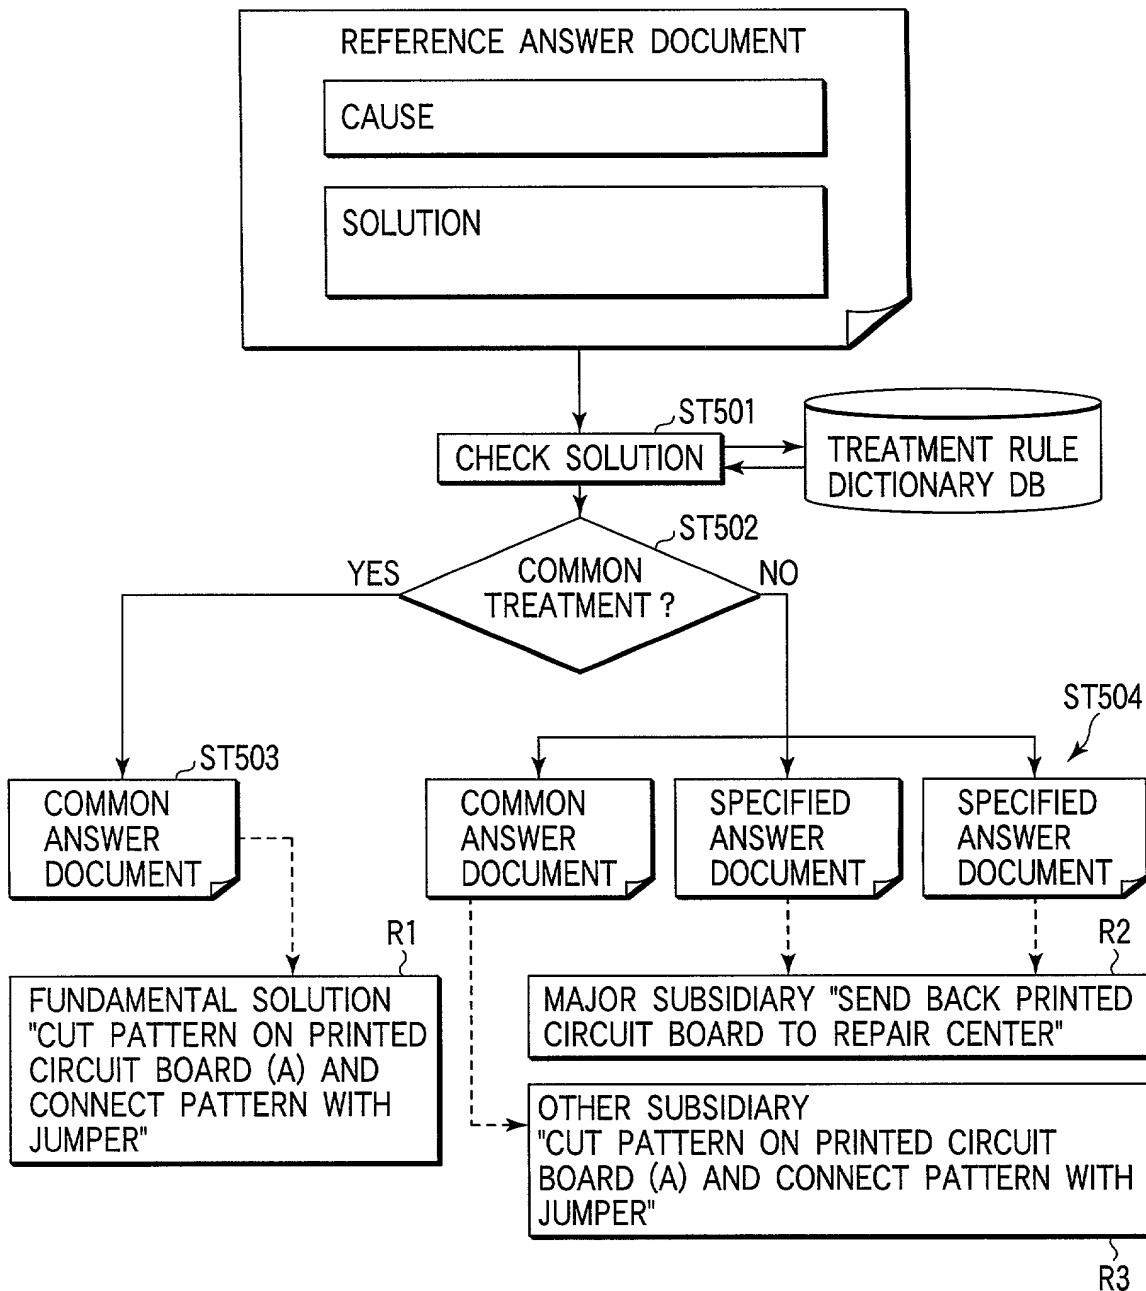 REFERENCE ANSWER DOCUMENT
CAUSE
SOLUTION
ST501
CHECK SOLUTION
TREATMENT RULE
DICTIONARY DB
ST502
YES
COMMON
TREATMENT ?
NO
ST504
ST503
COMMON
ANSWER
DOCUMENT
COMMON
ANSWER
DOCUMENT
SPECIFIED
ANSWER
DOCUMENT
SPECIFIED
ANSWER
DOCUMENT
R1
FUNDAMENTAL SOLUTION
"CUT PATTERN ON PRINTED
CIRCUIT BOARD (A) AND
CONNECT PATTERN WITH
JUMPER"
R2
MAJOR SUBSIDIARY "SEND BACK PRINTED
CIRCUIT BOARD TO REPAIR CENTER"
OTHER SUBSIDIARY
"CUT PATTERN ON PRINTED CIRCUIT
BOARD (A) AND CONNECT PATTERN WITH
JUMPER"
R3